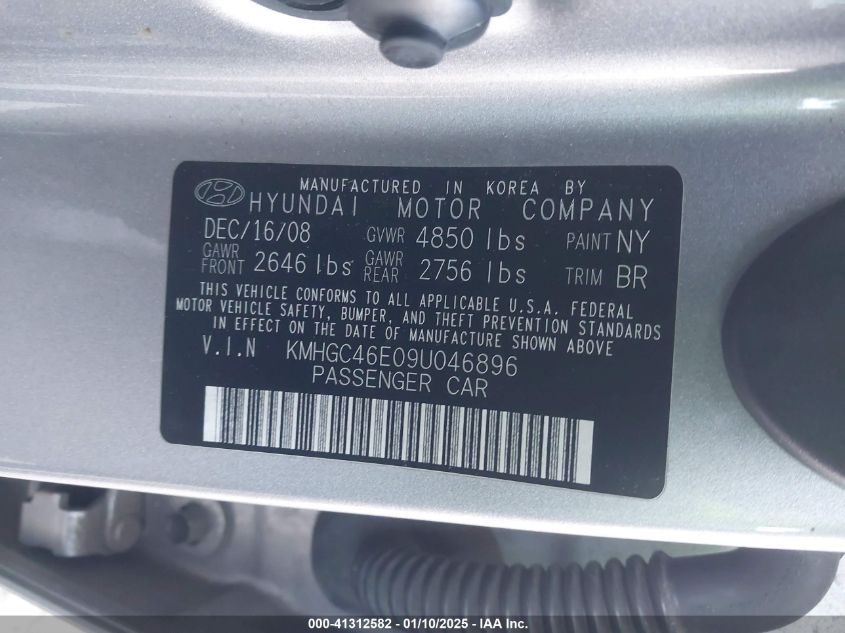 MANUFACTURED IN KOREA BY
HYUNDAI MOTOR COMPANY
DEC/16/08 GVWR 4850 lbs PAINT NY
GAWR FRONT 2646 lbs GAWR REAR 2756 lbs TRIM BR
THIS VEHICLE CONFORMS TO ALL APPLICABLE U.S.A. FEDERAL
MOTOR VEHICLE SAFETY, BUMPER, AND THEFT PREVENTION STANDARDS
IN EFFECT ON THE DATE OF MANUFACTURE SHOWN ABOVE
V.I.N KMHGC46E09U046896
PASSENGER CAR
000-41312582 - 01/10/2025 - IAA Inc.